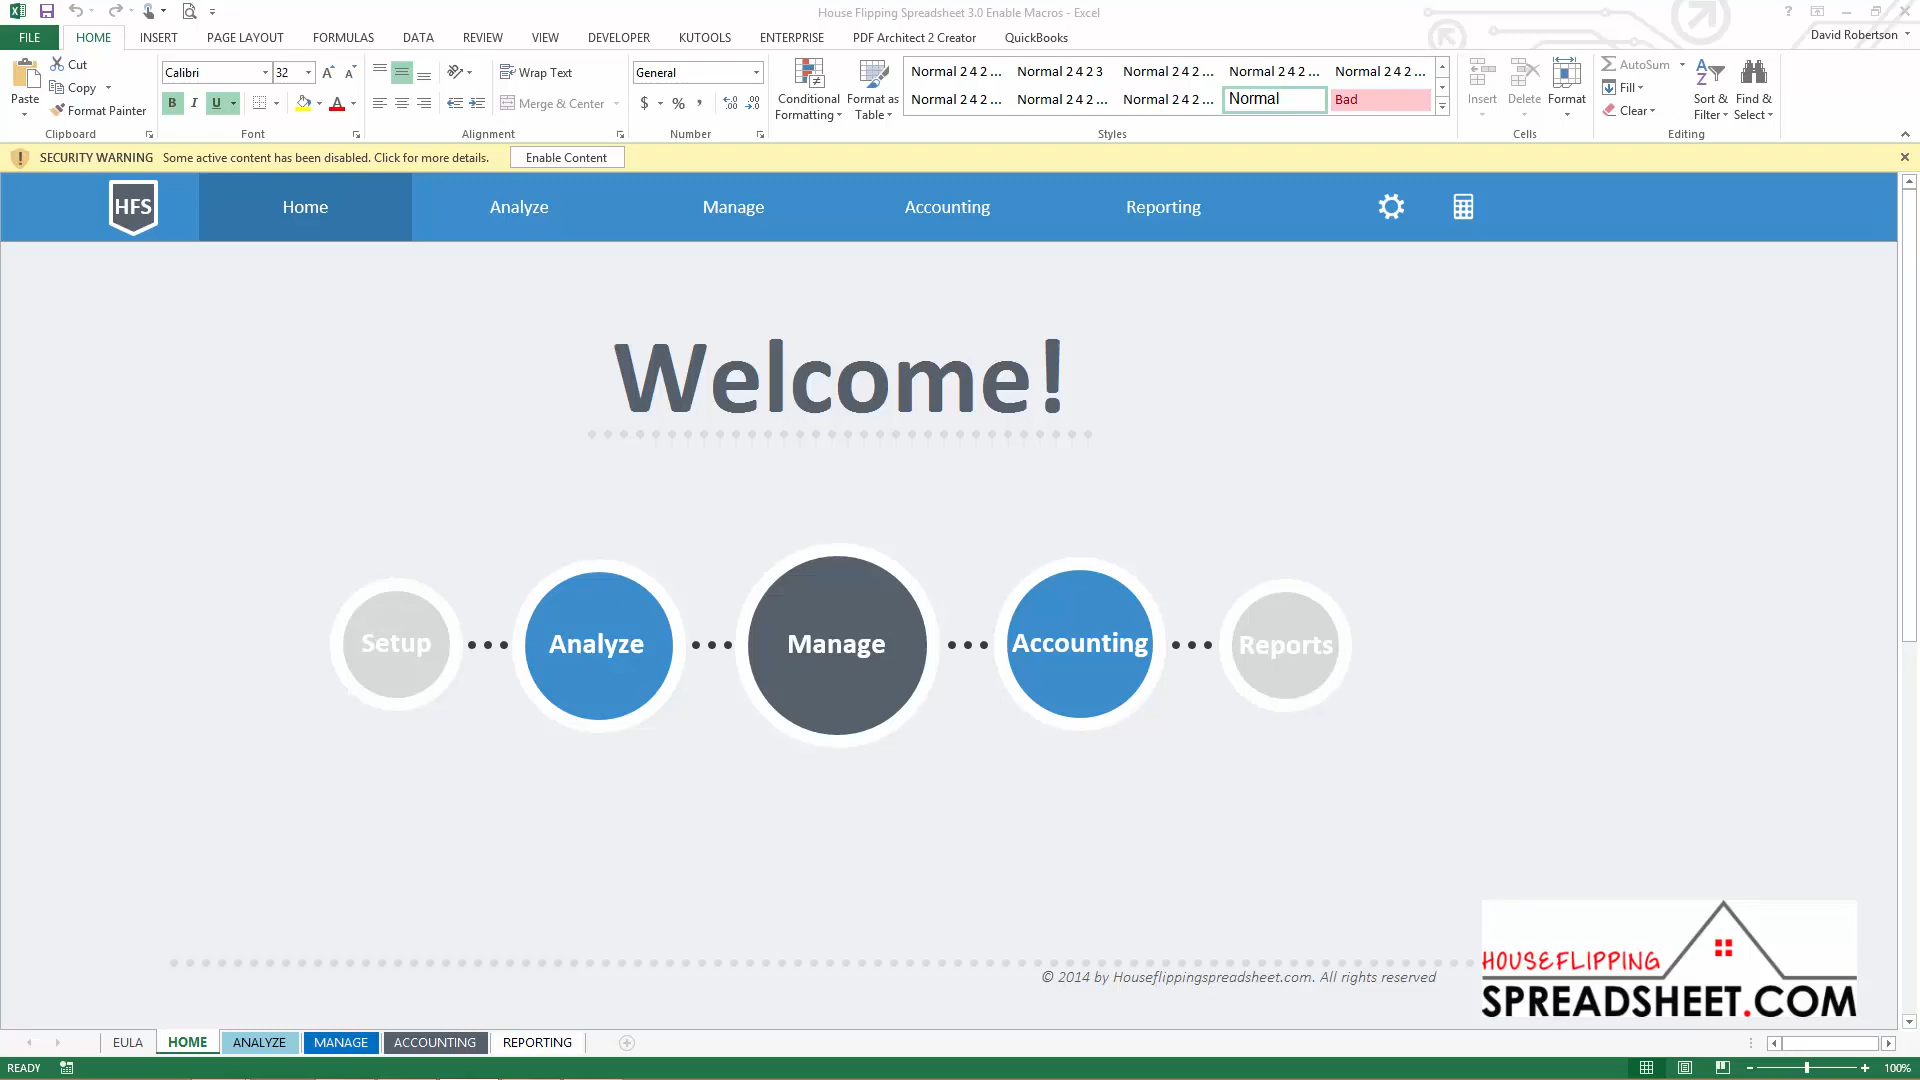 House Flipping Spreadsheet 3.0 Enable Macros - Excel
FILE HOME INSERT PAGE LAYOUT FORMULAS DATA REVIEW VIEW DEVELOPER KUTOOLS ENTERPRISE PDF Architect 2 Creator QuickBooks David Robertson
Paste
Cut
Copy
Format Painter
Clipboard
Calibri 32
B I U
Font
Wrap Text
Merge & Center
Alignment
General
$ %
Number
Conditional Formatting
Format as Table
Normal 2 4 2 ... Normal 2 4 2 3 Normal 2 4 2 ... Normal 2 4 2 ... Normal 2 4 2 ...
Normal 2 4 2 ... Normal 2 4 2 ... Normal 2 4 2 ... Normal Bad
Styles
Insert Delete Format
Cells
AutoSum
Fill
Clear
Sort & Filter
Find & Select
Editing
SECURITY WARNING Some active content has been disabled. Click for more details. Enable Content
HFS Home Analyze Manage Accounting Reporting
Welcome!
Setup Analyze Manage Accounting Reports
© 2014 by Houseflippingspreadsheet.com. All rights reserved
HOUSEFLIPPING
SPREADSHEET.COM
EULA HOME ANALYZE MANAGE ACCOUNTING REPORTING
READY 100%